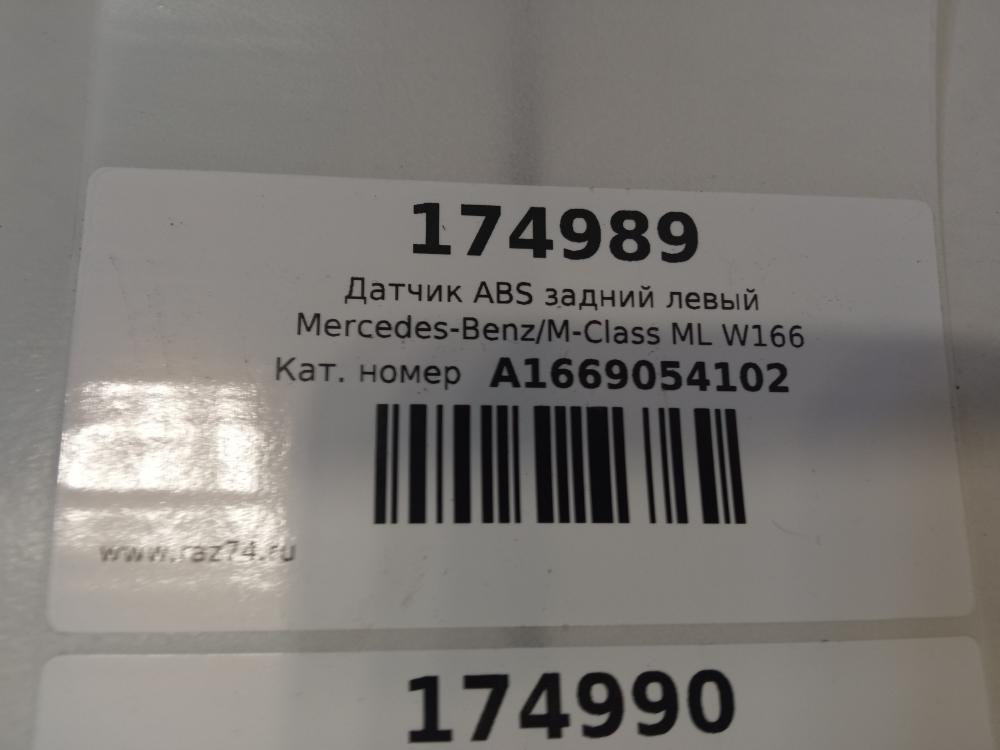 174989
Датчик ABS задний левый
Mercedes-Benz/M-Class ML W166
Кат. номер A1669054102
www.raz74.ru
174990